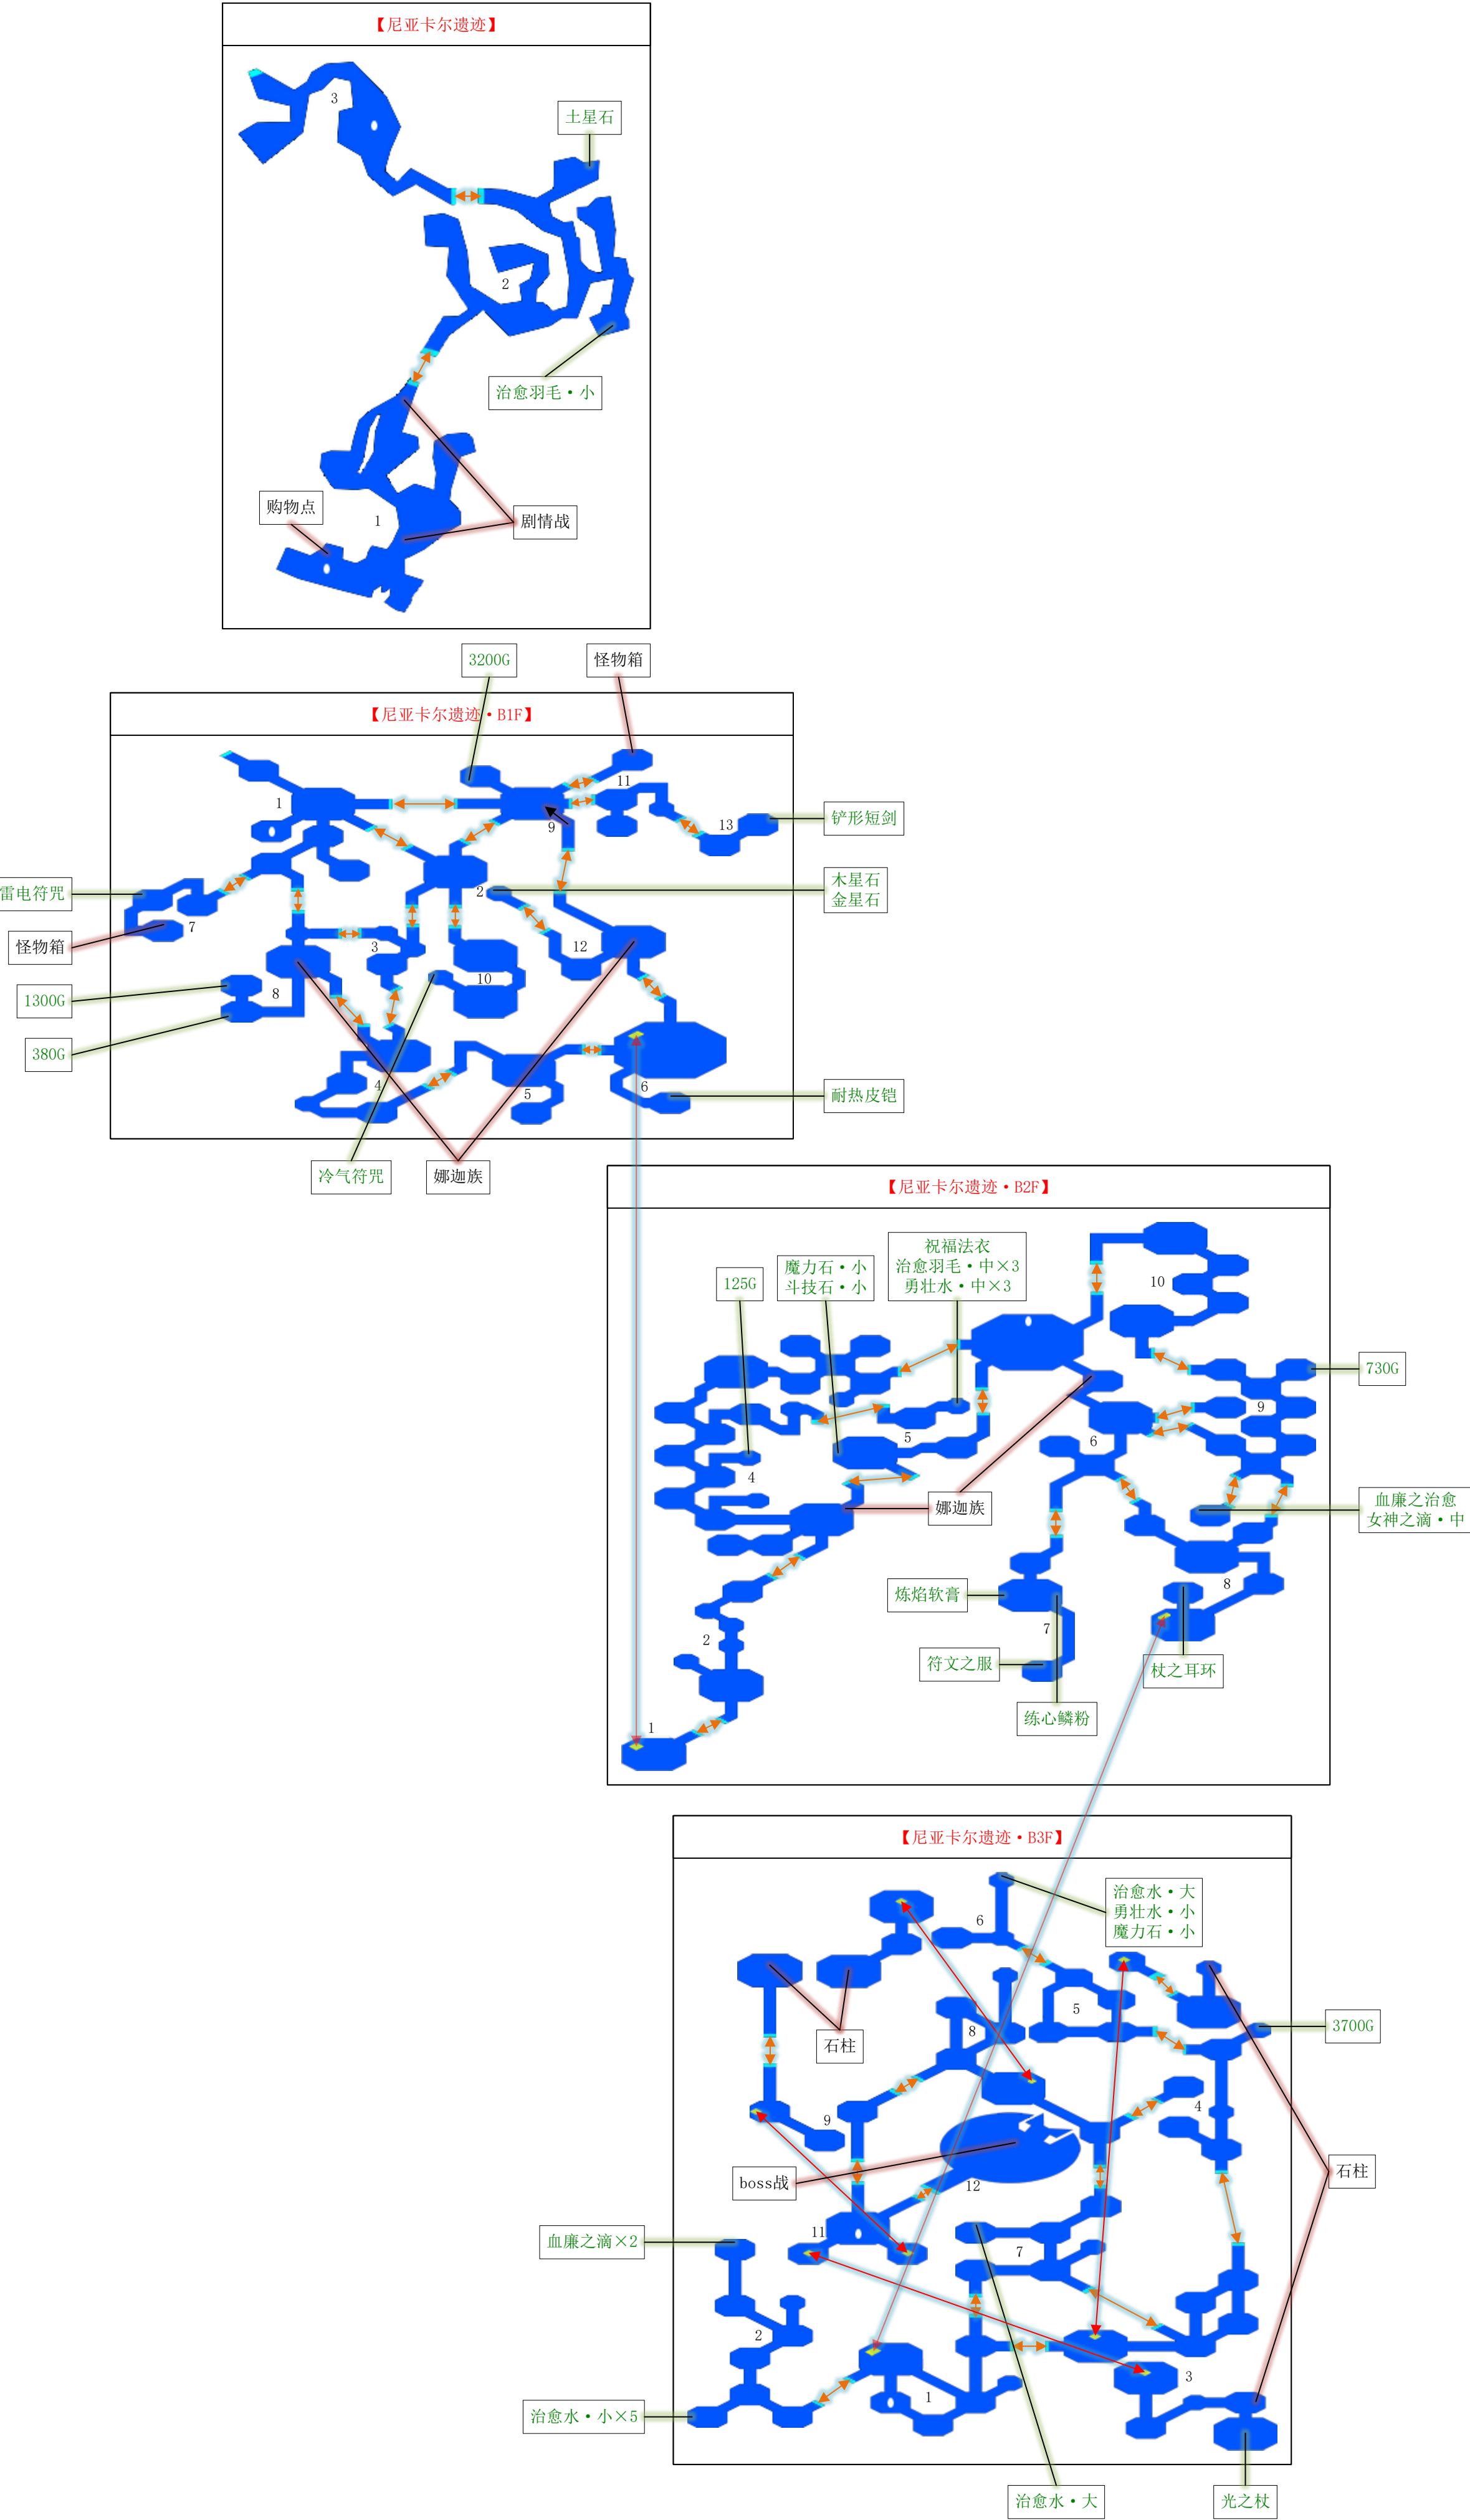 【尼亚卡尔遗迹】
3
土星石
2
治愈羽毛·小
购物点
1
剧情战
3200G
怪物箱
【尼亚卡尔遗迹·B1F】
11
1
9
13
铲形短剑
木星石
金星石
2
雷电符咒
7
怪物箱
3
12
10
8
1300G
380G
4
5
6
耐热皮铠
冷气符咒
娜迦族
【尼亚卡尔遗迹·B2F】
祝福法衣
治愈羽毛·中×3
勇壮水·中×3
魔力石·小
斗技石·小
125G
10
730G
9
5
6
4
娜迦族
血廉之治愈
女神之滴·中
炼焰软膏
8
7
2
符文之服
杖之耳环
练心鳞粉
1
【尼亚卡尔遗迹·B3F】
治愈水·大
勇壮水·小
魔力石·小
6
5
3700G
8
石柱
4
9
石柱
boss战
12
11
血廉之滴×2
7
2
3
1
治愈水·小×5
治愈水·大
光之杖